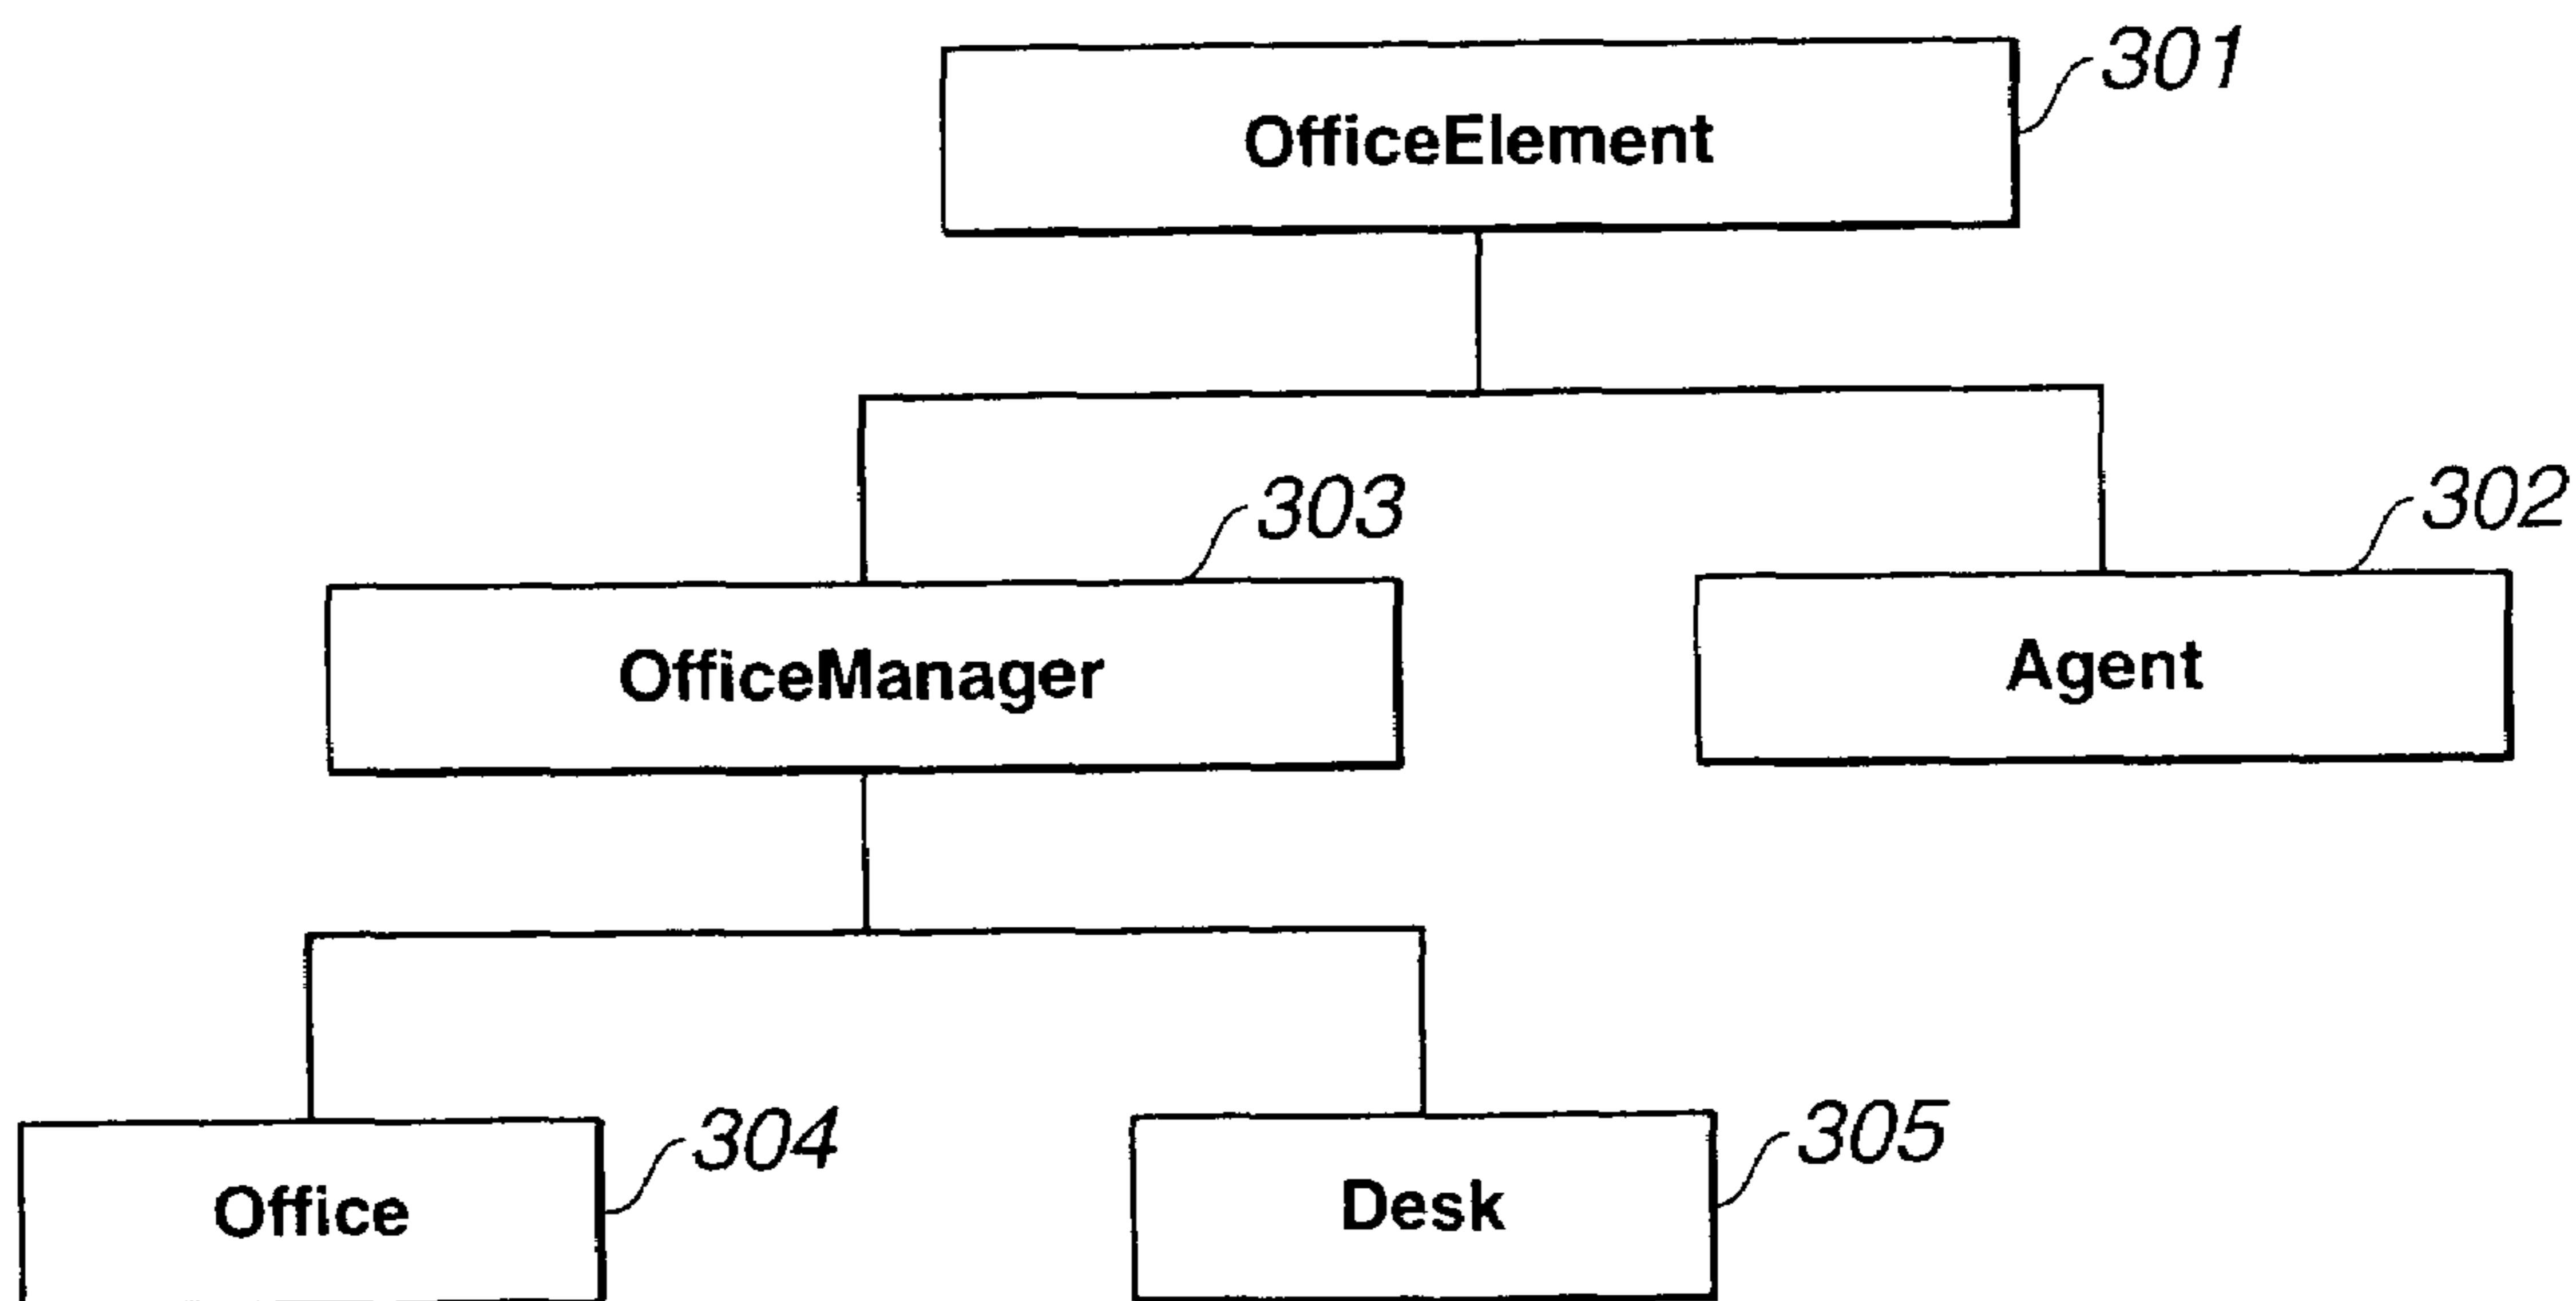 301
OfficeElement
303
302
OfficeManager
Agent
304
305
Office
Desk